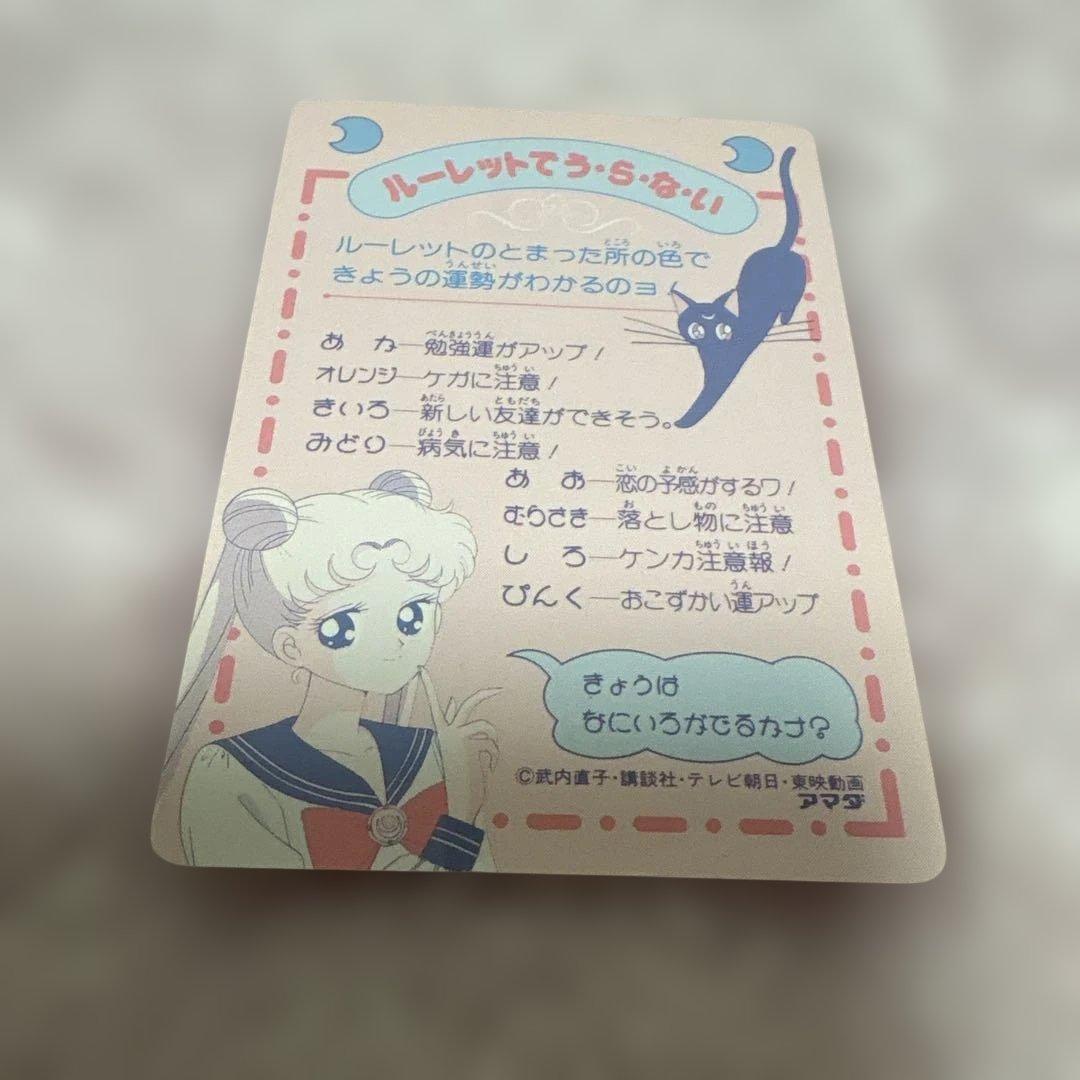 ルーレットでう・ら・な・い
ルーレットのとまった所の色で
きょうの運勢がわかるのヨ!
あか―勉強運がアップ!
オレンジ―ケガに注意!
きいろ―新しい友達ができそう。
みどり―病気に注意!
あお―恋の予感がするワ!
むらさき―落とし物に注意
しろ―ケンカ注意報!
ぴんく―おこずかい運アップ
きょうは
なにいろがでるカナ?
©武内直子・講談社・テレビ朝日・東映動画
アマダ